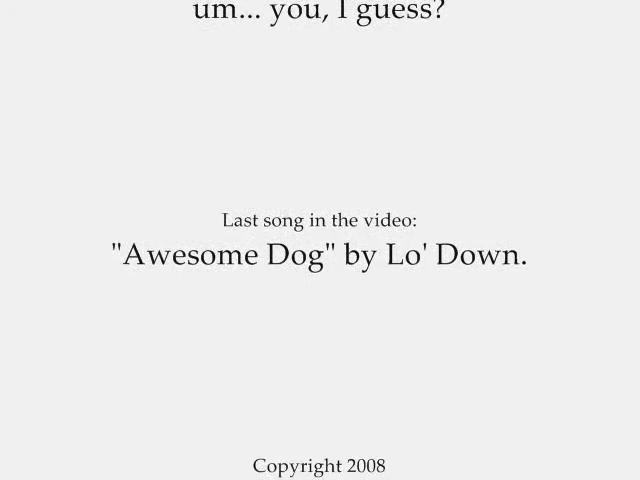 um... you, I guess?
Last song in the video:
"Awesome Dog" by Lo' Down.
Copyright 2008